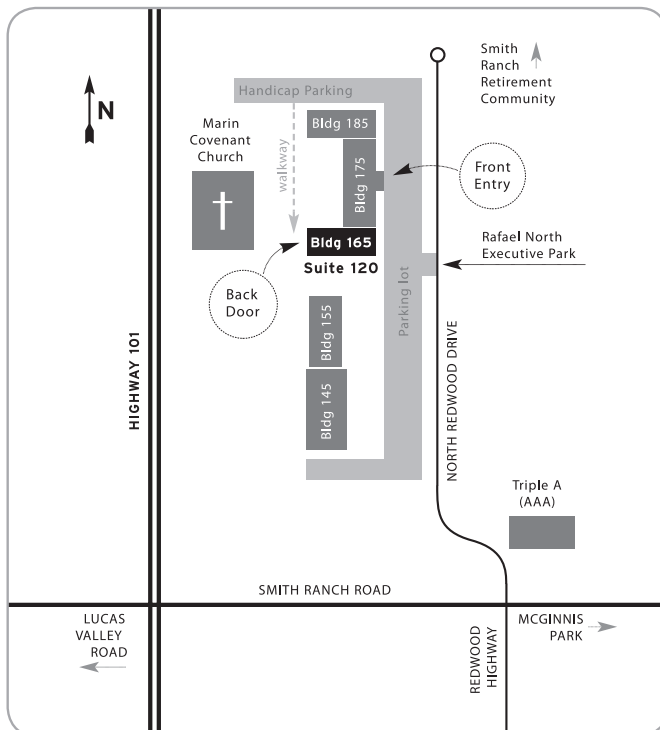 Smith
Ranch
Retirement
Community
N
Handicap Parking
Marin
Covenant
Church
walkway
Bldg 185
Bldg 175
Front
Entry
Bldg 165
Suite 120
Rafael North
Executive Park
Back
Door
Parking lot
Bldg 155
Bldg 145
HIGHWAY 101
NORTH REDWOOD DRIVE
Triple A
(AAA)
SMITH RANCH ROAD
LUCAS
VALLEY
ROAD
REDWOOD
HIGHWAY
MCGINNIS
PARK